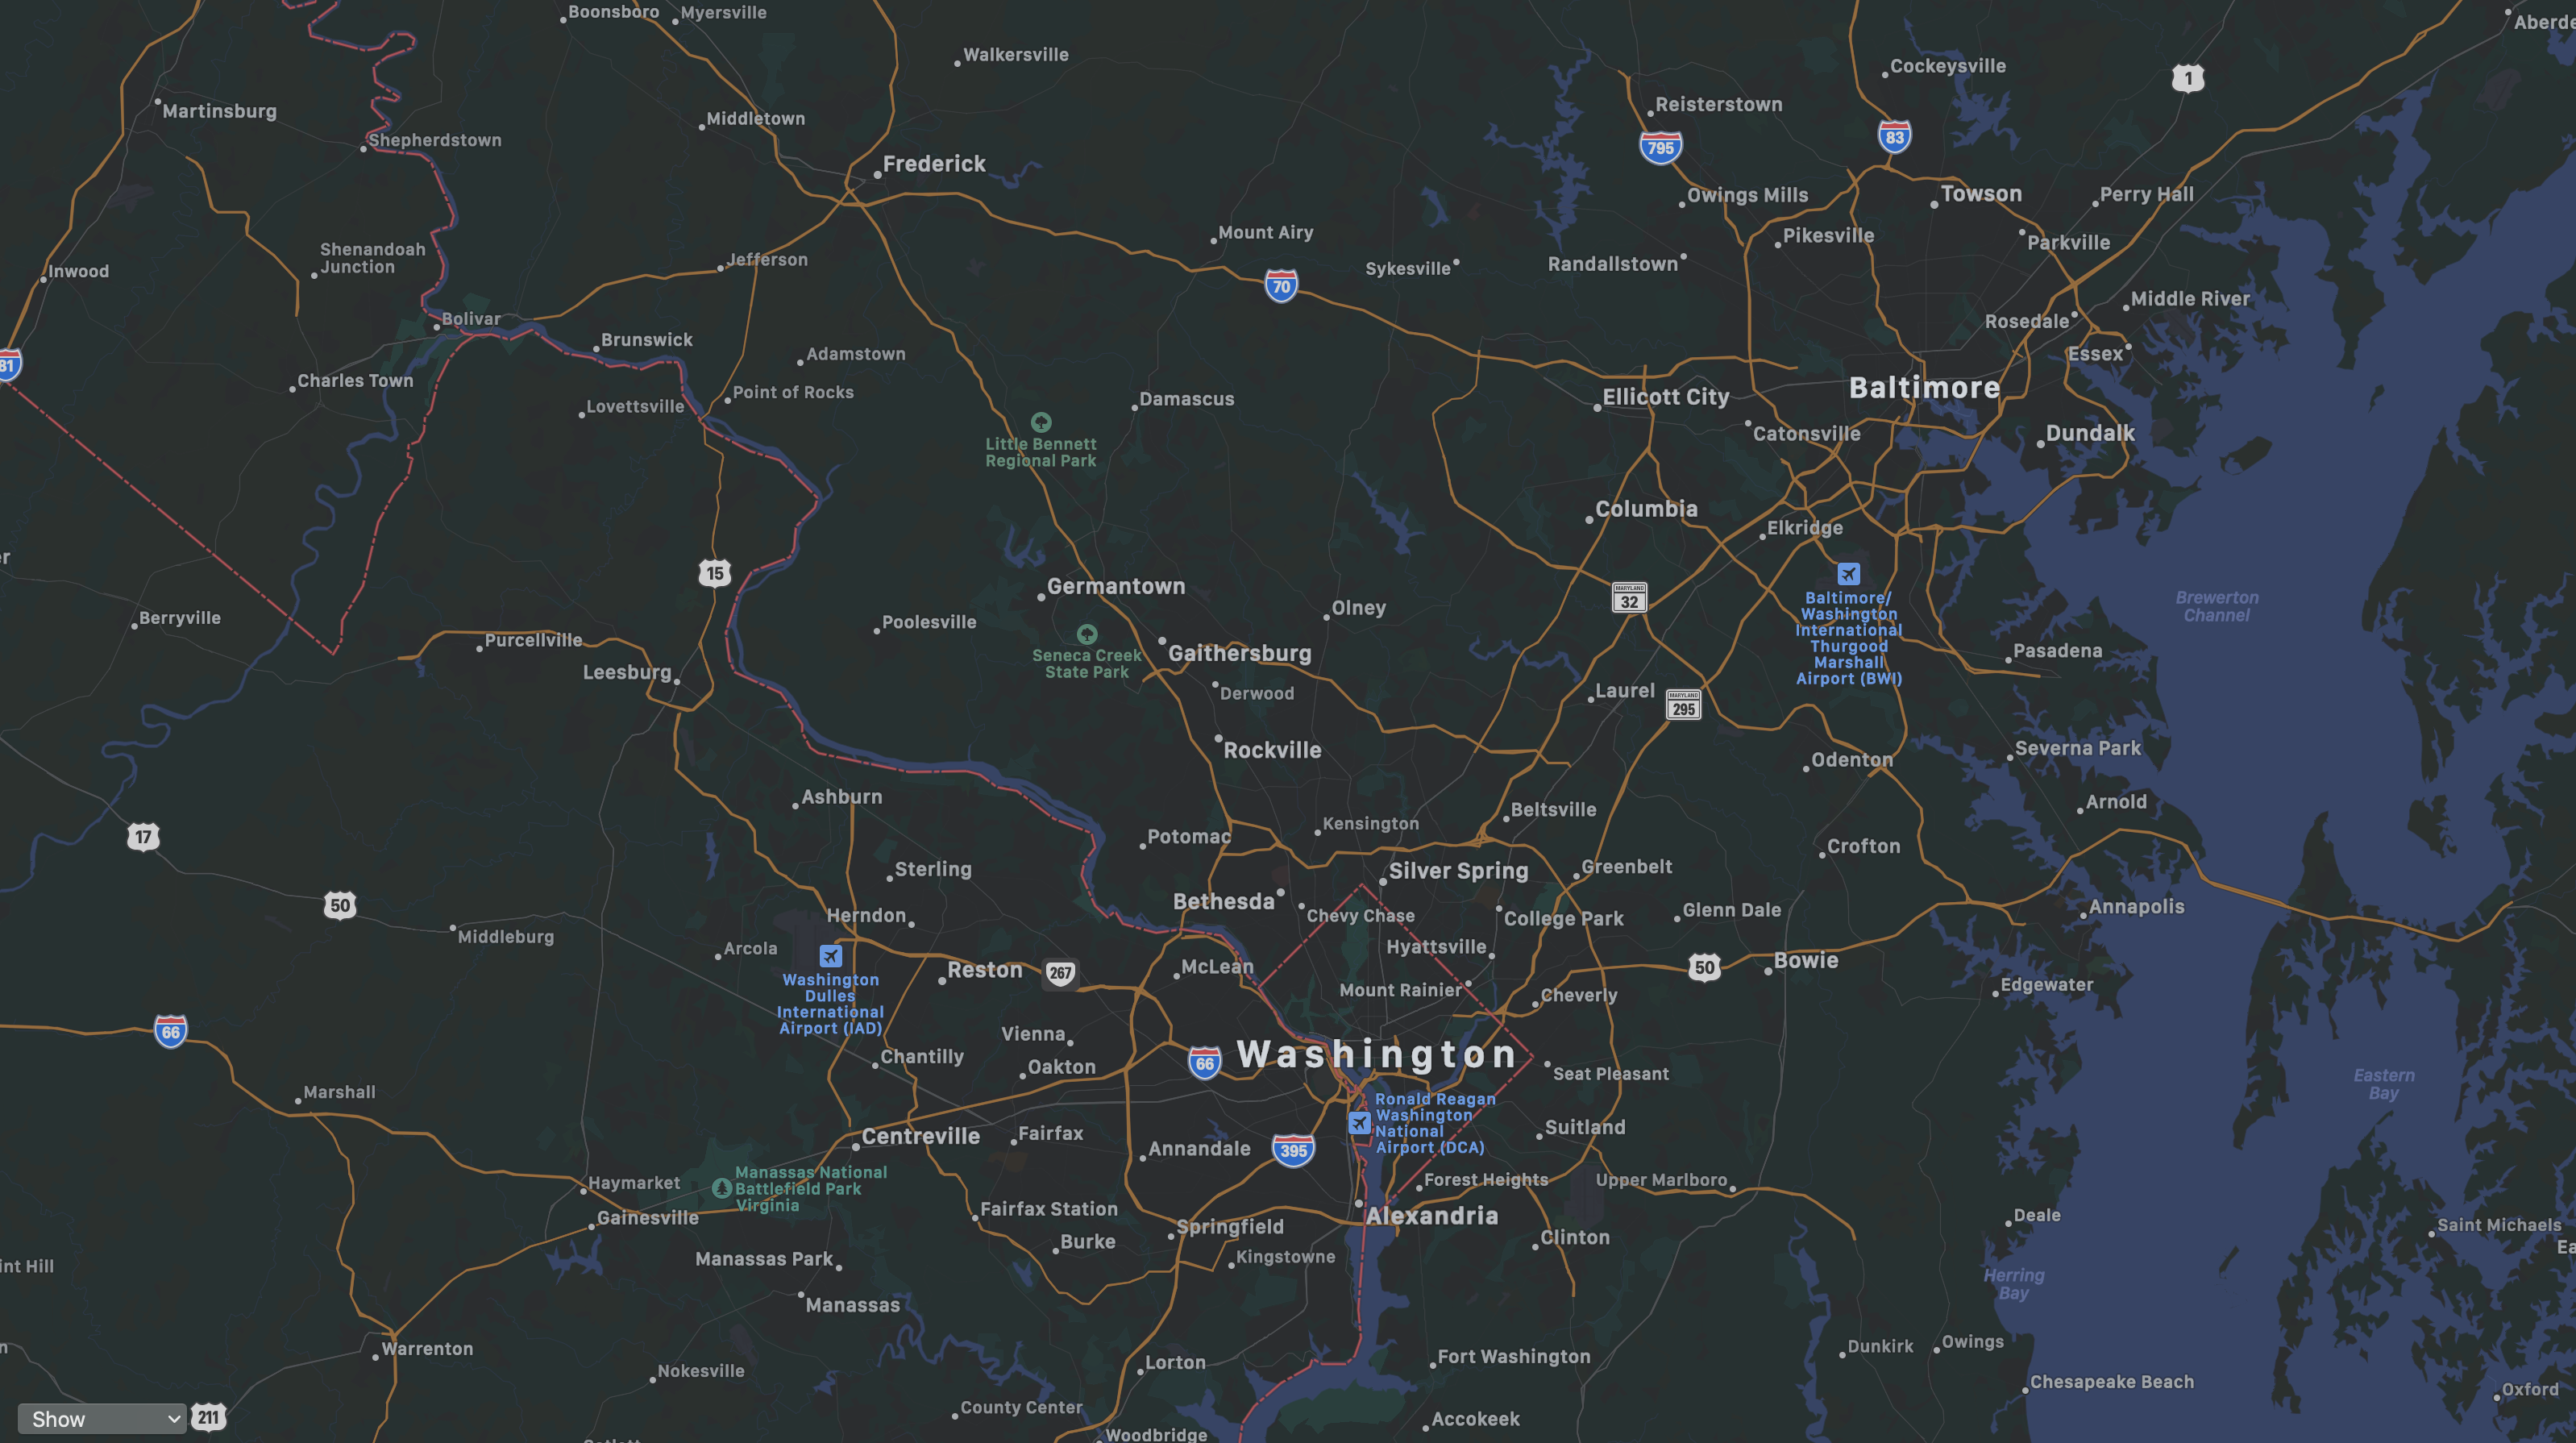 Boonsboro
Myersville
Aberde
Walkersville
Cockeysville
1
Martinsburg
Middletown
Reisterstown
83
795
Shepherdstown
Frederick
Owings Mills
Towson
Perry Hall
Mount Airy
Pikesville
Parkville
Shenandoah
Junction
Jefferson
Sykesville
Randallstown
Inwood
70
Middle River
Bolivar
Rosedale
Brunswick
Adamstown
Essex
81
Charles Town
Point of Rocks
Baltimore
Lovettsville
Damascus
Ellicott City
Little Bennett
Regional Park
Catonsville
Dundalk
Columbia
Elkridge
15
Germantown
MARYLAND
32
Baltimore/
Washington
International
Thurgood
Marshall
Airport (BWI)
Brewerton
Channel
Berryville
Poolesville
Olney
Purcellville
Seneca Creek
State Park
Gaithersburg
Pasadena
Leesburg
Derwood
Laurel
MARYLAND
295
Rockville
Severna Park
Odenton
Ashburn
Beltsville
Arnold
17
Potomac
Kensington
Crofton
Sterling
Silver Spring
Greenbelt
50
Bethesda
Chevy Chase
College Park
Glenn Dale
Annapolis
Herndon
Middleburg
Arcola
Hyattsville
Reston
267
McLean
50
Bowie
Washington
Dulles
International
Airport (IAD)
Mount Rainier
Cheverly
Edgewater
66
Vienna
Chantilly
Oakton
66
Washington
Seat Pleasant
Eastern
Bay
Marshall
Ronald Reagan
Washington
National
Airport (DCA)
Centreville
Fairfax
Annandale
395
Suitland
Manassas National
Battlefield Park
Virginia
Haymarket
Forest Heights
Upper Marlboro
Gainesville
Fairfax Station
Springfield
Alexandria
Deale
Saint Michaels
Burke
Kingstowne
Clinton
Ea
int Hill
Manassas Park
Herring
Bay
Manassas
Warrenton
Nokesville
Lorton
Fort Washington
Dunkirk
Owings
Chesapeake Beach
Oxford
Show
211
County Center
Accokeek
Woodbridge